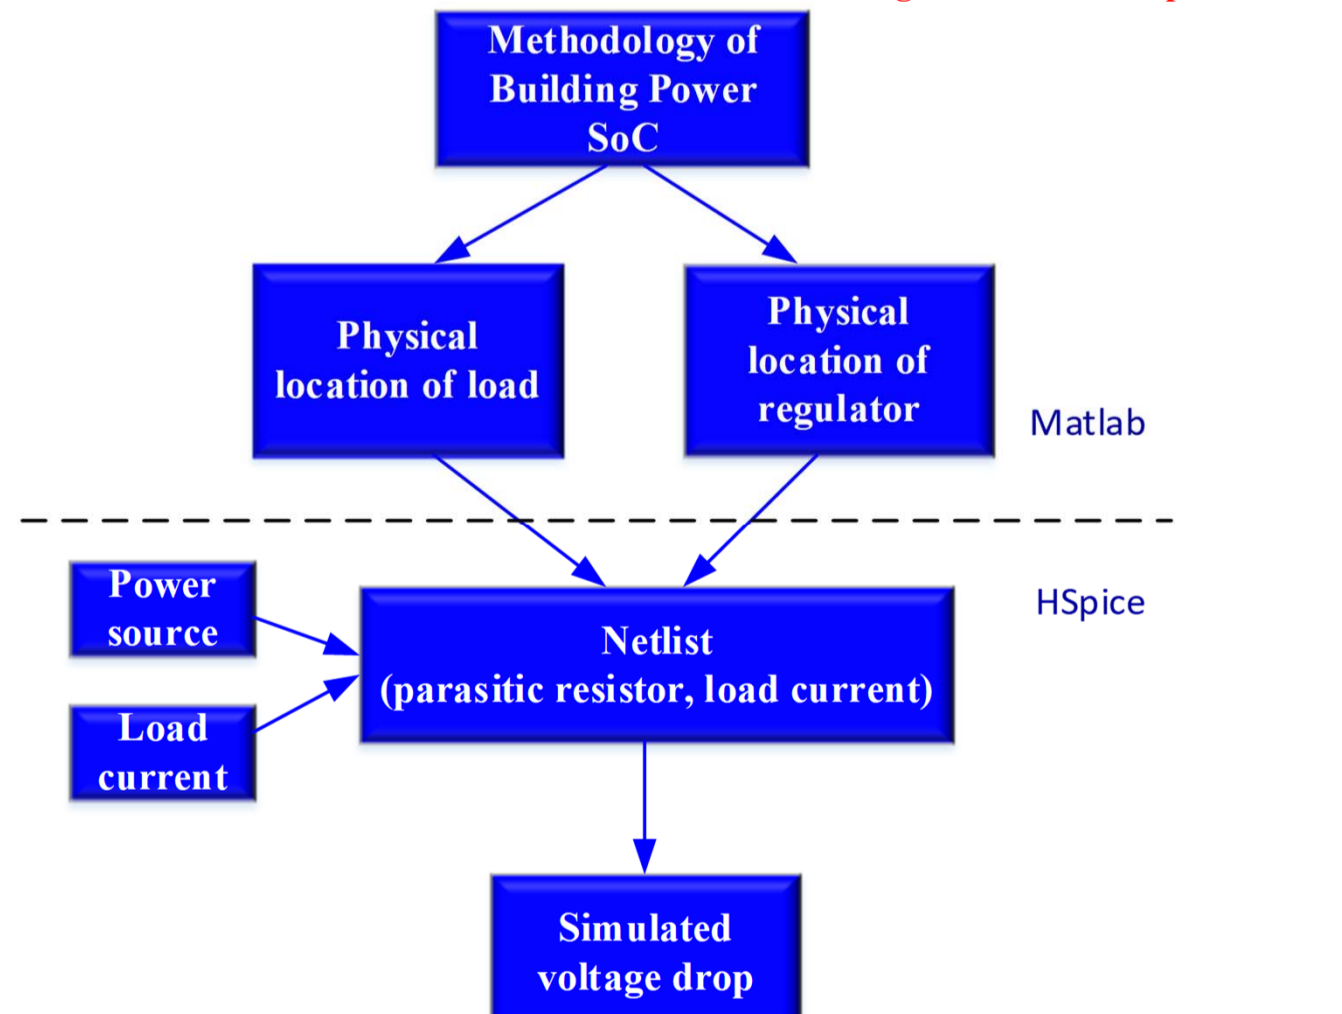 Methodology of
Building Power
SoC
Physical
location of load
Physical
location of
regulator
Matlab
Power
source
HSpice
Netlist
(parasitic resistor, load current)
Load
current
Simulated
voltage drop